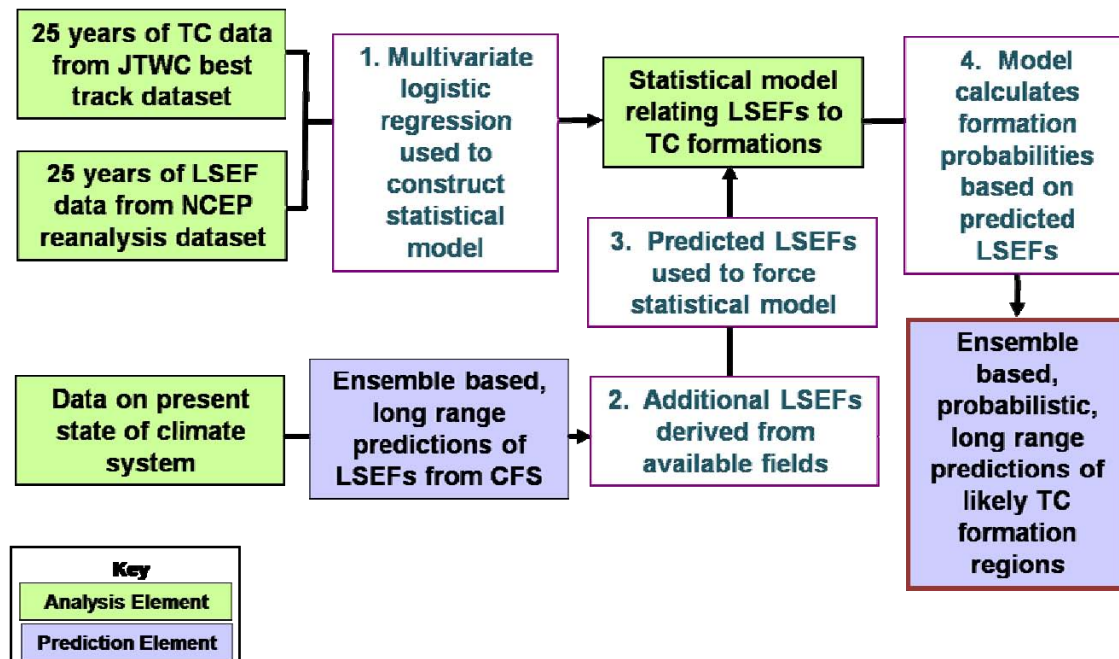 25 years of TC data
from JTWC best
track dataset
25 years of LSEF
data from NCEP
reanalysis dataset
1. Multivariate
logistic
regression
used to
construct
statistical
model
Statistical model
relating LSEFs to
TC formations
4. Model
calculates
formation
probabilities
based on
predicted
LSEFs
3. Predicted LSEFs
used to force
statistical model
Data on present
state of climate
system
Ensemble based,
long range
predictions of
LSEFs from CFS
2. Additional LSEFs
derived from
available fields
Ensemble
based,
probabilistic,
long range
predictions of
likely TC
formation
regions
Key
Analysis Element
Prediction Element